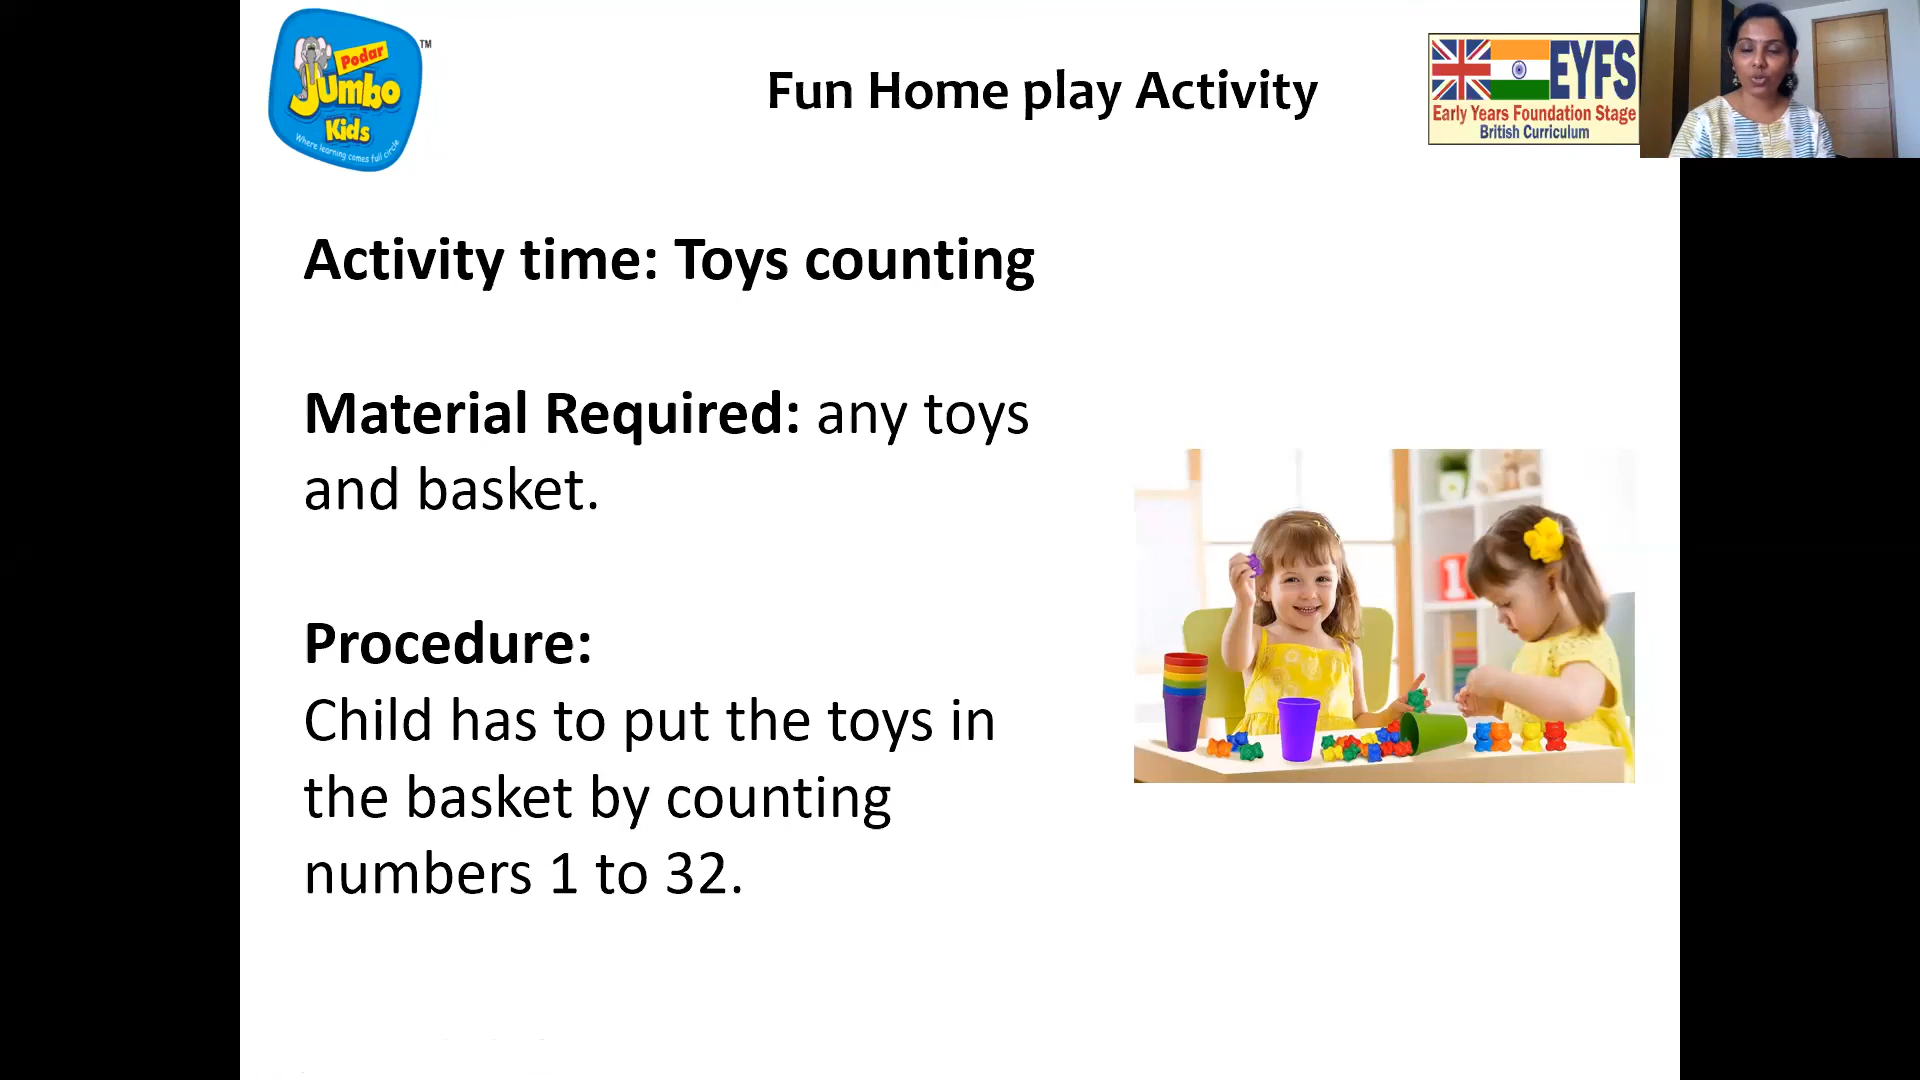 Podar
Jumbo
Kids
Where learning comes full circle
TM
Fun Home play Activity
EYFS
Early Years Foundation Stage
British Curriculum
Activity time: Toys counting
Material Required: any toys
and basket.
Procedure:
Child has to put the toys in
the basket by counting
numbers 1 to 32.
1